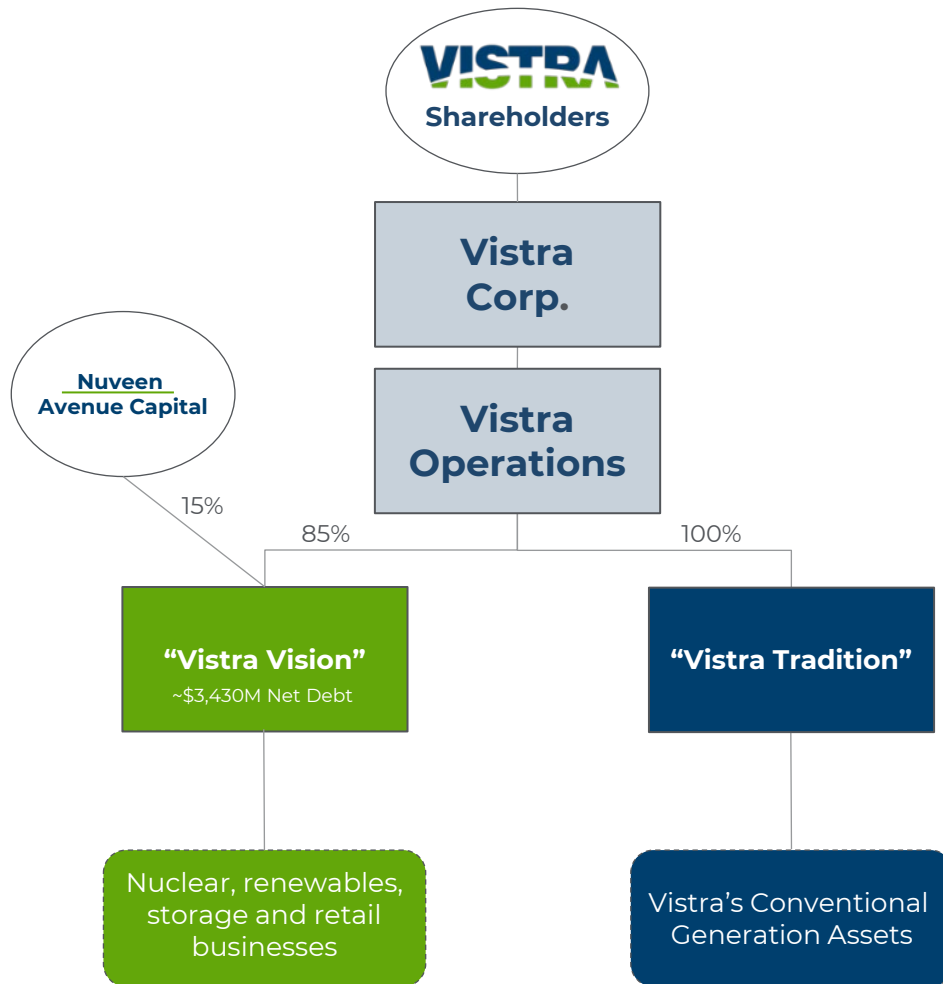 VISTRA
Shareholders
Vistra
Corp.
Nuveen
Avenue Capital
Vistra
Operations
15%
85%
100%
“Vistra Vision”
~$3,430M Net Debt
“Vistra Tradition”
Nuclear, renewables,
storage and retail
businesses
Vistra’s Conventional
Generation Assets